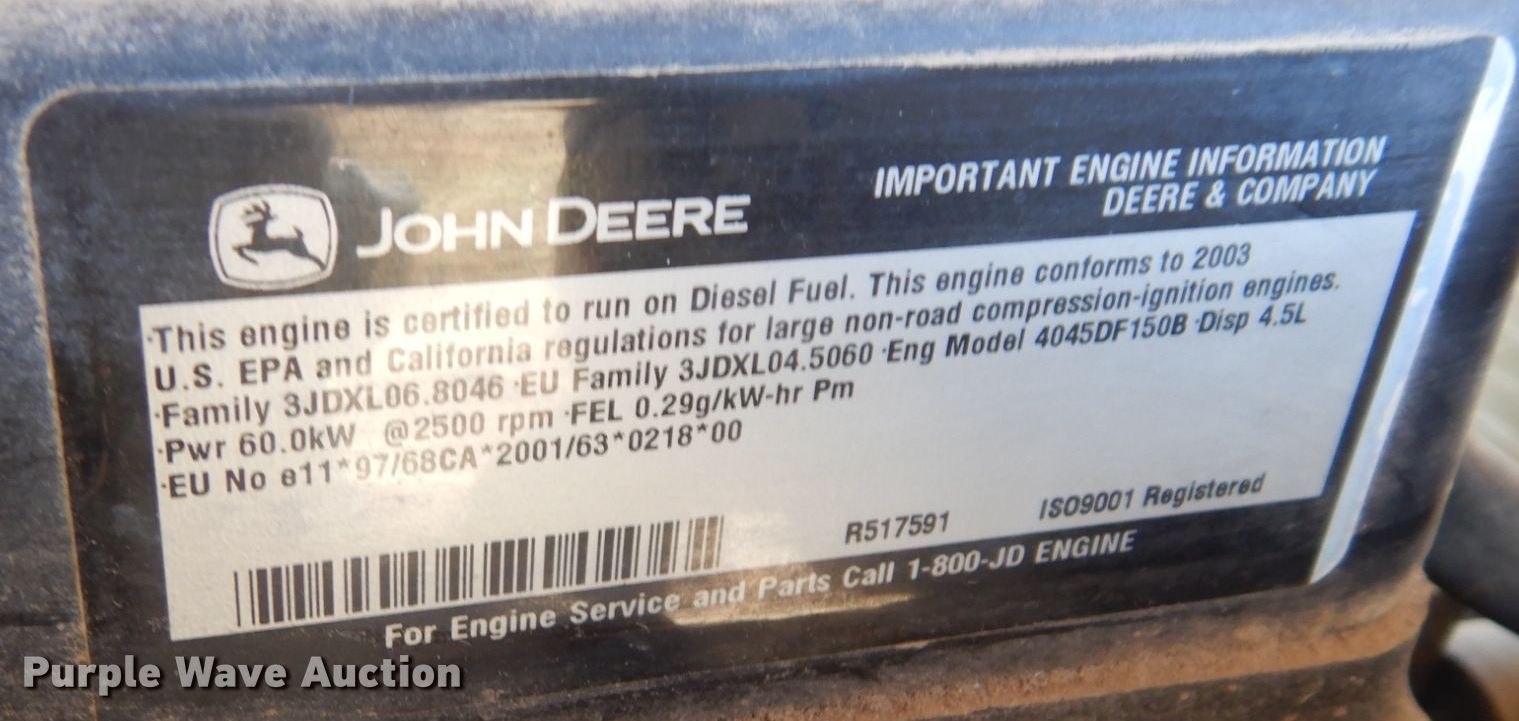 JOHN DEERE
IMPORTANT ENGINE INFORMATION
DEERE & COMPANY
·This engine is certified to run on Diesel Fuel. This engine conforms to 2003
U.S. EPA and California regulations for large non-road compression-ignition engines.
·Family 3JDXL06.8046 ·EU Family 3JDXL04.5060 ·Eng Model 4045DF150B ·Disp 4.5L
·Pwr 60.0kW @2500 rpm ·FEL 0.29g/kW-hr Pm
·EU No e11*97/68CA*2001/63*0218*00
R517591 ISO9001 Registered
For Engine Service and Parts Call 1-800-JD ENGINE
Purple Wave Auction